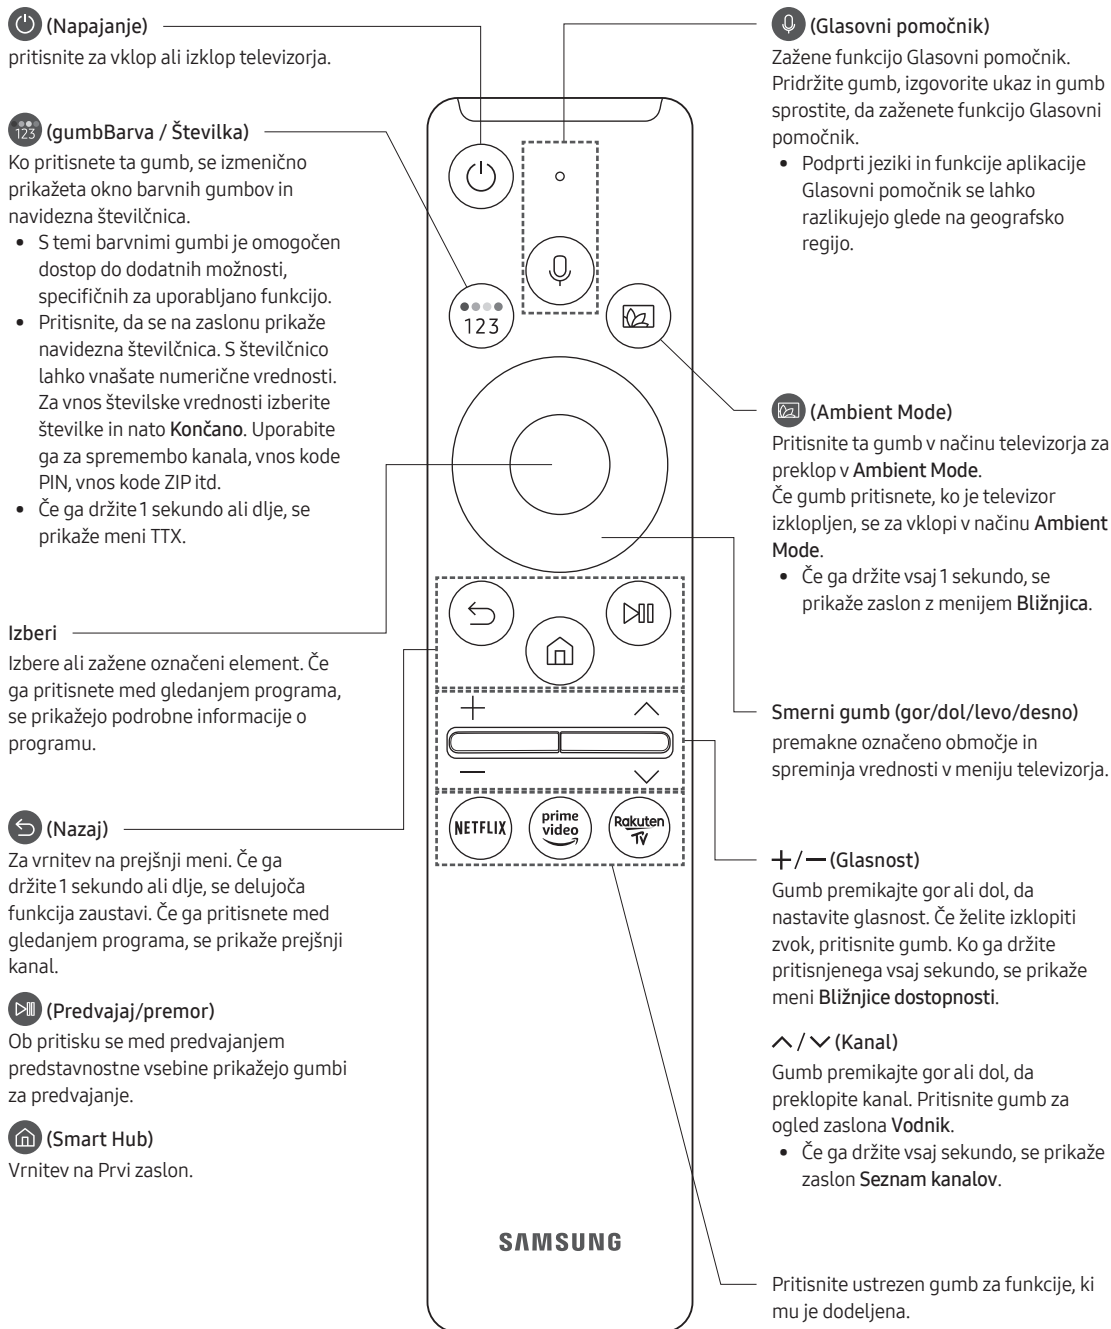 (Napajanje)
pritisnite za vklop ali izklop televizorja.
123 (gumbBarva / Številka)
Ko pritisnete ta gumb, se izmenično
prikažeta okno barvnih gumbov in
navidezna številčnica.
• S temi barvnimi gumbi je omogočen
dostop do dodatnih možnosti,
specifičnih za uporabljano funkcijo.
• Pritisnite, da se na zaslonu prikaže
navidezna številčnica. S številčnico
lahko vnašate numerične vrednosti.
Za vnos številske vrednosti izberite
številke in nato Končano. Uporabite
ga za spremembo kanala, vnos kode
PIN, vnos kode ZIP itd.
• Če ga držite 1 sekundo ali dlje, se
prikaže meni TTX.
Izberi
Izbere ali zažene označeni element. Če
ga pritisnete med gledanjem programa,
se prikažejo podrobne informacije o
programu.
(Nazaj)
Za vrnitev na prejšnji meni. Če ga
držite 1 sekundo ali dlje, se delujoča
funkcija zaustavi. Če ga pritisnete med
gledanjem programa, se prikaže prejšnji
kanal.
(Predvajaj/premor)
Ob pritisku se med predvajanjem
predstavnostne vsebine prikažejo gumbi
za predvajanje.
(Smart Hub)
Vrnitev na Prvi zaslon.
123
NETFLIX
prime
video
Rakuten
TV
SAMSUNG
(Glasovni pomočnik)
Zažene funkcijo Glasovni pomočnik.
Pridržite gumb, izgovorite ukaz in gumb
sprostite, da zaženete funkcijo Glasovni
pomočnik.
• Podprti jeziki in funkcije aplikacije
Glasovni pomočnik se lahko
razlikujejo glede na geografsko
regijo.
(Ambient Mode)
Pritisnite ta gumb v načinu televizorja za
preklop v Ambient Mode.
Če gumb pritisnete, ko je televizor
izklopljen, se za vklopi v načinu Ambient
Mode.
• Če ga držite vsaj 1 sekundo, se
prikaže zaslon z menijem Bližnjica.
Smerni gumb (gor/dol/levo/desno)
premakne označeno območje in
spreminja vrednosti v meniju televizorja.
+/— (Glasnost)
Gumb premikajte gor ali dol, da
nastavite glasnost. Če želite izklopiti
zvok, pritisnite gumb. Ko ga držite
pritisnjenega vsaj sekundo, se prikaže
meni Bližnjice dostopnosti.
/ (Kanal)
Gumb premikajte gor ali dol, da
preklopite kanal. Pritisnite gumb za
ogled zaslona Vodnik.
• Če ga držite vsaj sekundo, se prikaže
zaslon Seznam kanalov.
Pritisnite ustrezen gumb za funkcije, ki
mu je dodeljena.